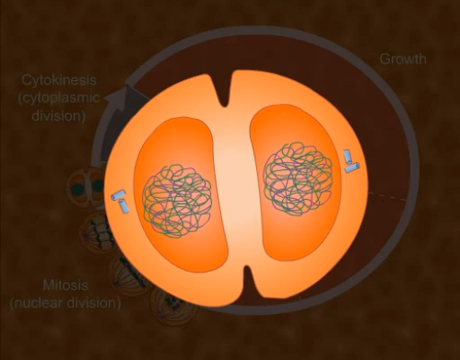 Growth
Cytokinesis
(cytoplasmic
division)
Mitosis
(nuclear division)